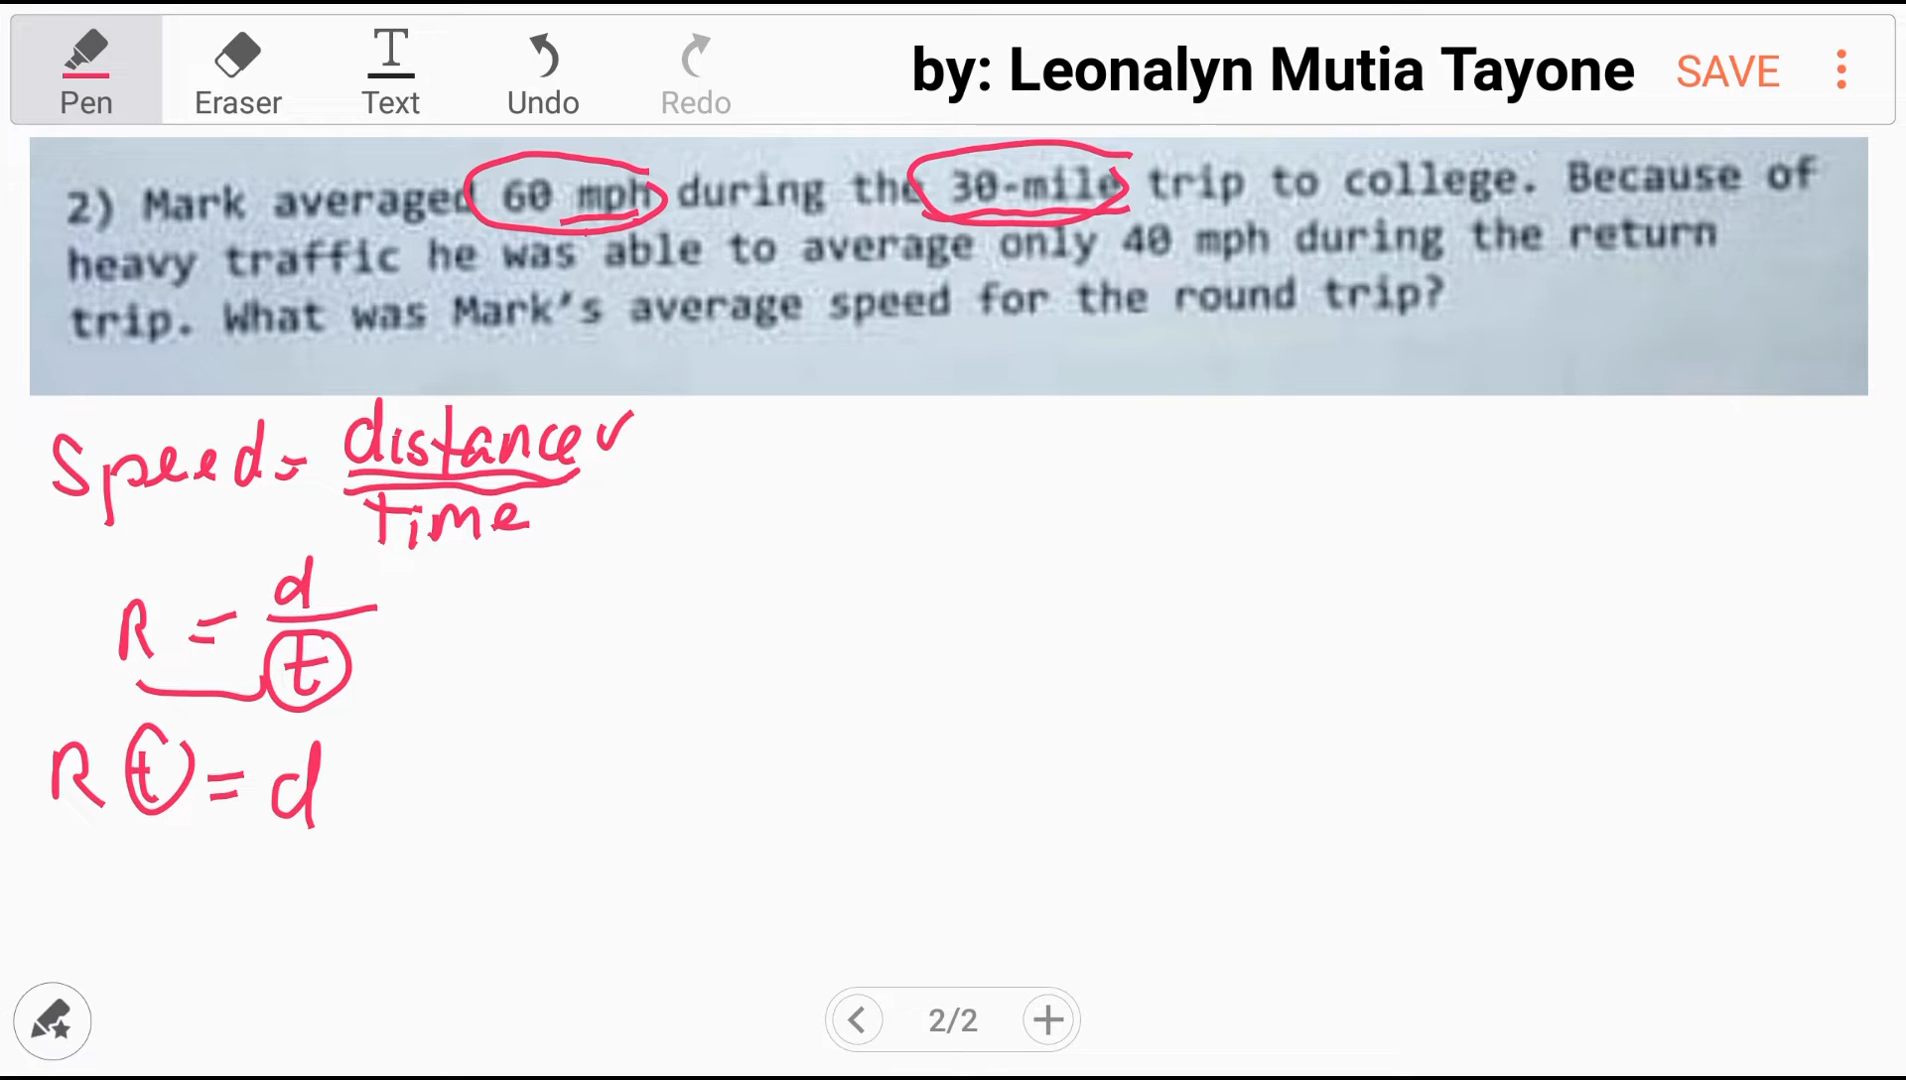 by: Leonalyn Mutia Tayone SAVE
Pen Eraser Text Undo Redo
2) Mark averaged 60 mph during the 30-mile trip to college. Because of
heavy traffic he was able to average only 40 mph during the return
trip. What was Mark's average speed for the round trip?
Speed = distance
time
R = d
t
R t = d
2/2